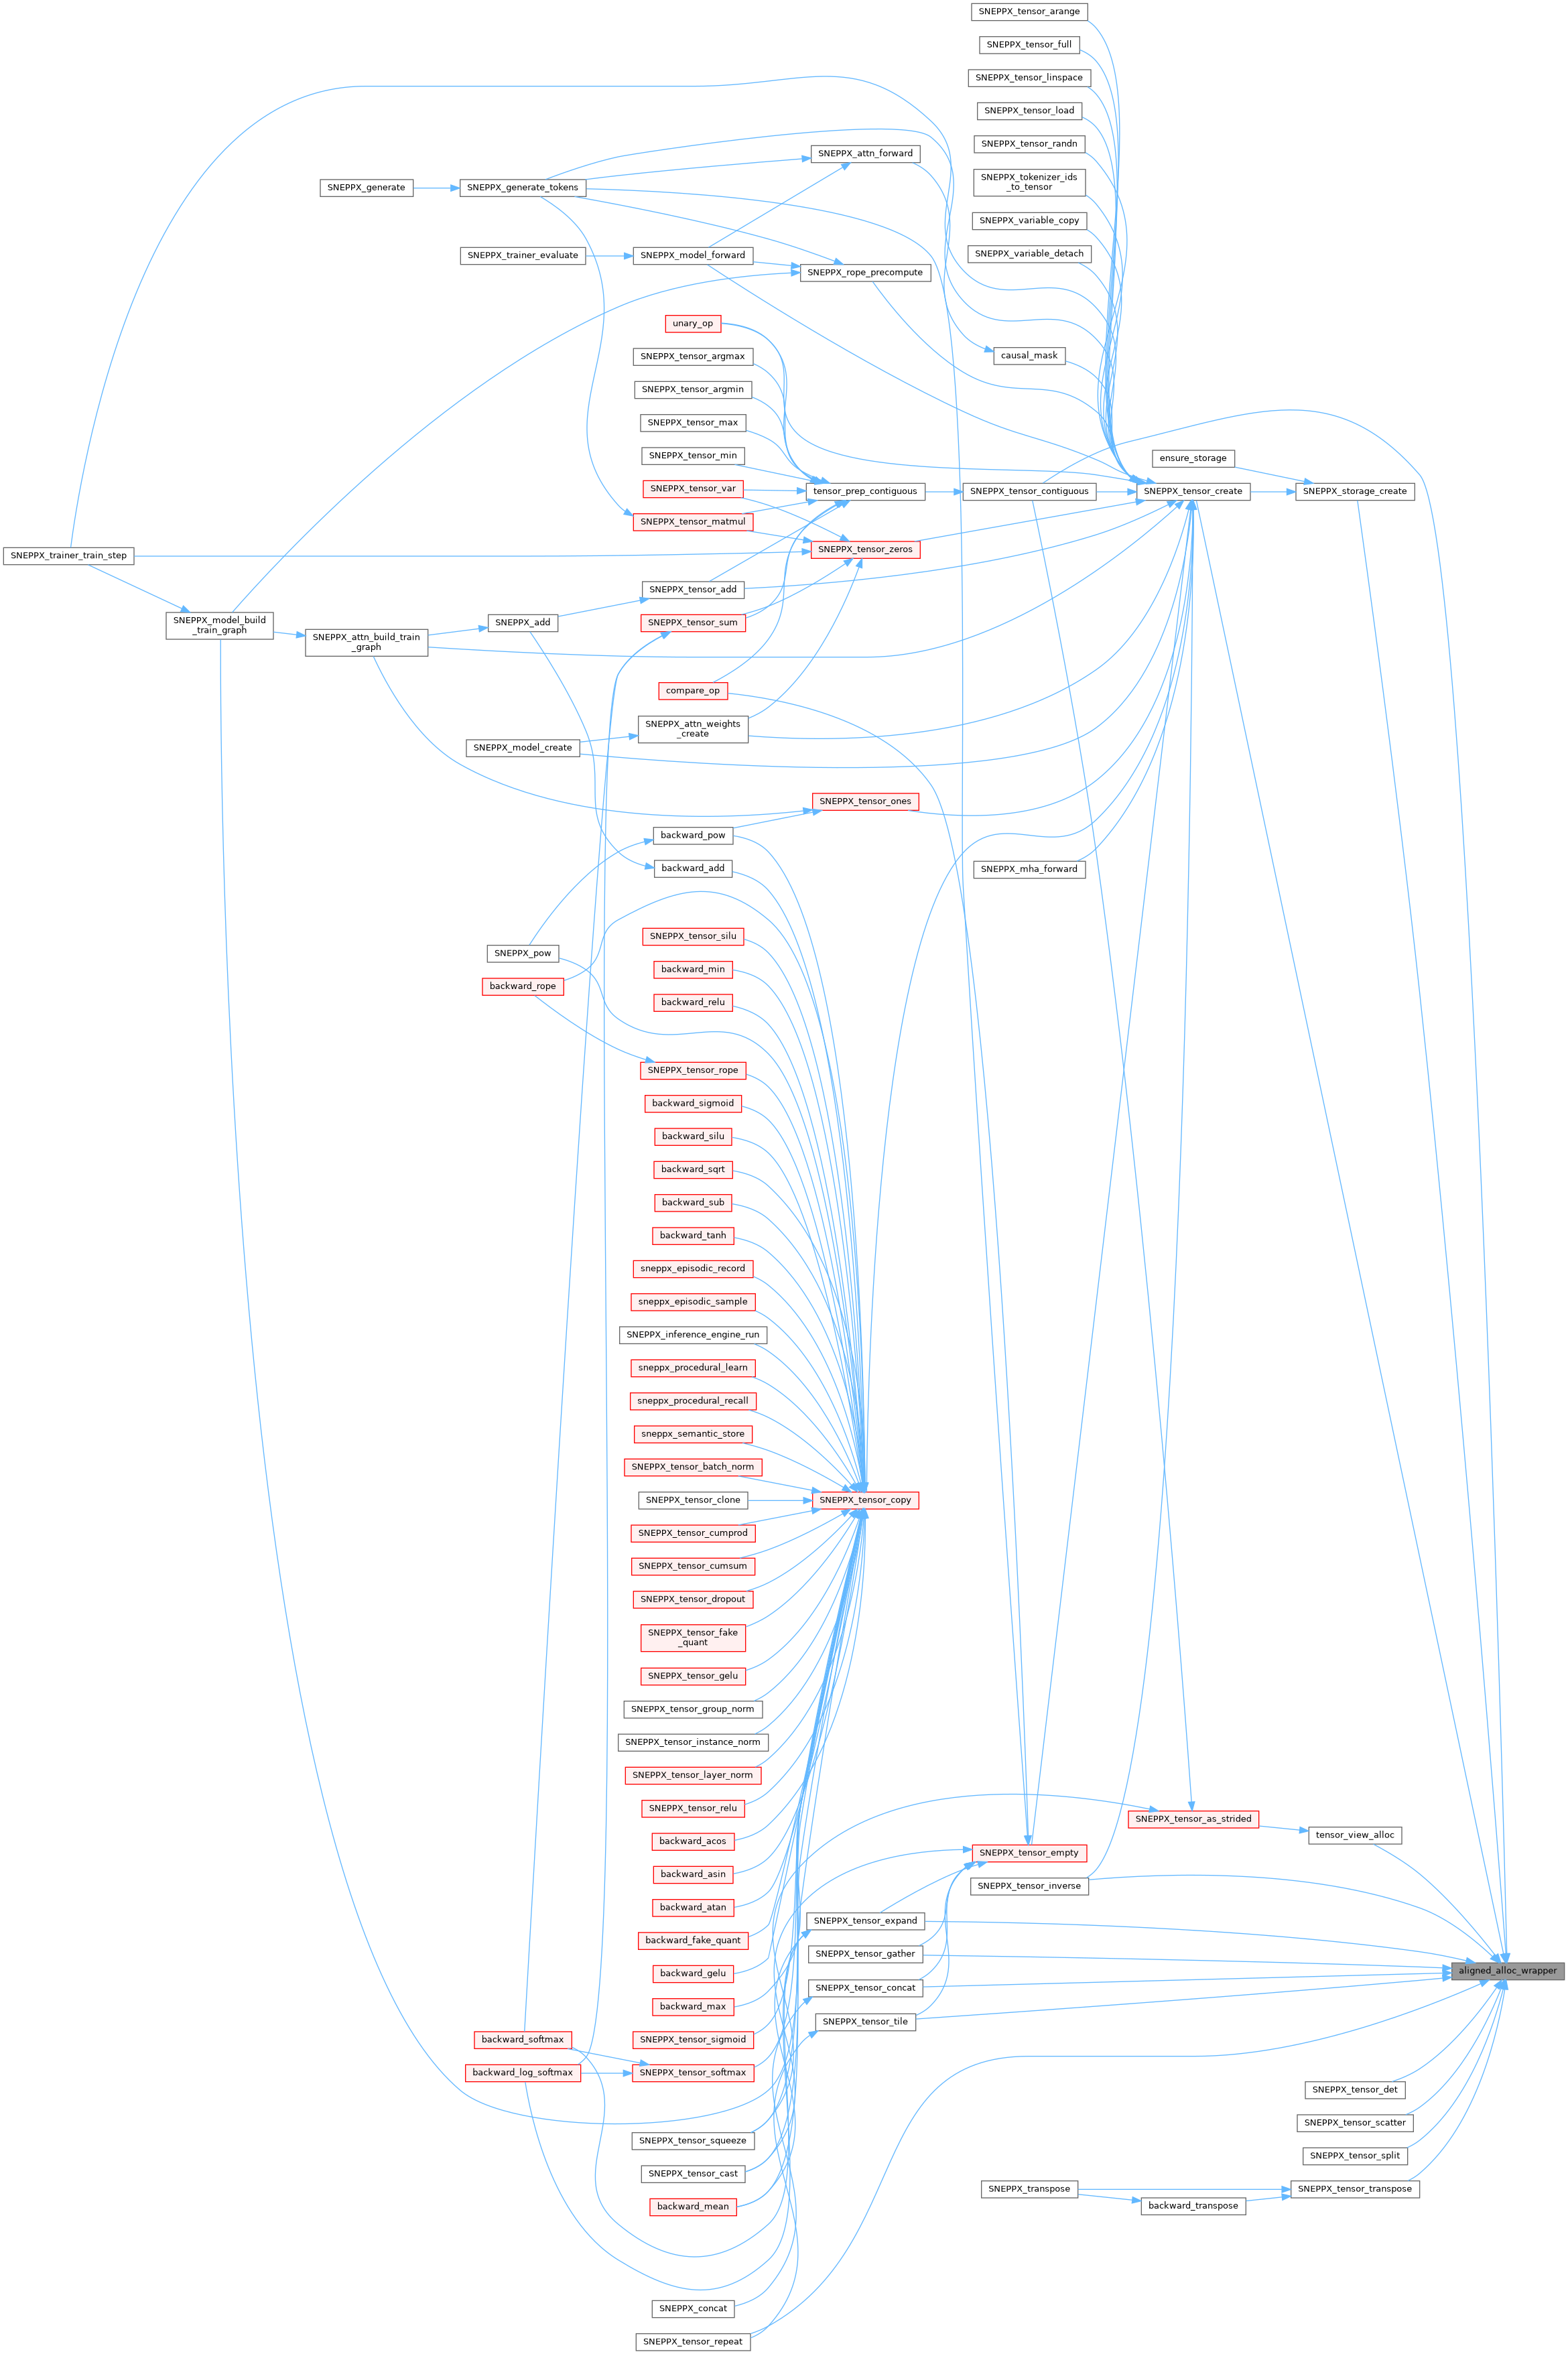 SNEPPX_tensor_arange
SNEPPX_tensor_full
SNEPPX_tensor_linspace
SNEPPX_tensor_load
SNEPPX_tensor_randn
SNEPPX_attn_forward
SNEPPX_tokenizer_ids
_to_tensor
SNEPPX_generate
SNEPPX_generate_tokens
SNEPPX_variable_copy
SNEPPX_variable_detach
SNEPPX_trainer_evaluate
SNEPPX_model_forward
SNEPPX_rope_precompute
unary_op
SNEPPX_tensor_argmax
causal_mask
SNEPPX_tensor_argmin
SNEPPX_tensor_max
SNEPPX_tensor_min
ensure_storage
SNEPPX_tensor_var
tensor_prep_contiguous
SNEPPX_tensor_contiguous
SNEPPX_tensor_create
SNEPPX_storage_create
SNEPPX_tensor_matmul
SNEPPX_trainer_train_step
SNEPPX_tensor_zeros
SNEPPX_tensor_add
SNEPPX_model_build
_train_graph
SNEPPX_attn_build_train
_graph
SNEPPX_add
SNEPPX_tensor_sum
compare_op
SNEPPX_attn_weights
_create
SNEPPX_model_create
SNEPPX_tensor_ones
backward_pow
backward_add
SNEPPX_mha_forward
SNEPPX_tensor_silu
SNEPPX_pow
backward_min
backward_rope
backward_relu
SNEPPX_tensor_rope
backward_sigmoid
backward_silu
backward_sqrt
backward_sub
backward_tanh
sneppx_episodic_record
sneppx_episodic_sample
SNEPPX_inference_engine_run
sneppx_procedural_learn
sneppx_procedural_recall
sneppx_semantic_store
SNEPPX_tensor_batch_norm
SNEPPX_tensor_clone
SNEPPX_tensor_copy
SNEPPX_tensor_cumprod
SNEPPX_tensor_cumsum
SNEPPX_tensor_dropout
SNEPPX_tensor_fake
_quant
SNEPPX_tensor_gelu
SNEPPX_tensor_group_norm
SNEPPX_tensor_instance_norm
SNEPPX_tensor_layer_norm
SNEPPX_tensor_relu
SNEPPX_tensor_as_strided
tensor_view_alloc
backward_acos
SNEPPX_tensor_empty
backward_asin
SNEPPX_tensor_inverse
backward_atan
SNEPPX_tensor_expand
backward_fake_quant
SNEPPX_tensor_gather
backward_gelu
aligned_alloc_wrapper
SNEPPX_tensor_concat
backward_max
SNEPPX_tensor_tile
backward_softmax
SNEPPX_tensor_sigmoid
backward_log_softmax
SNEPPX_tensor_softmax
SNEPPX_tensor_det
SNEPPX_tensor_scatter
SNEPPX_tensor_squeeze
SNEPPX_tensor_split
SNEPPX_tensor_cast
SNEPPX_transpose
SNEPPX_tensor_transpose
backward_mean
backward_transpose
SNEPPX_concat
SNEPPX_tensor_repeat